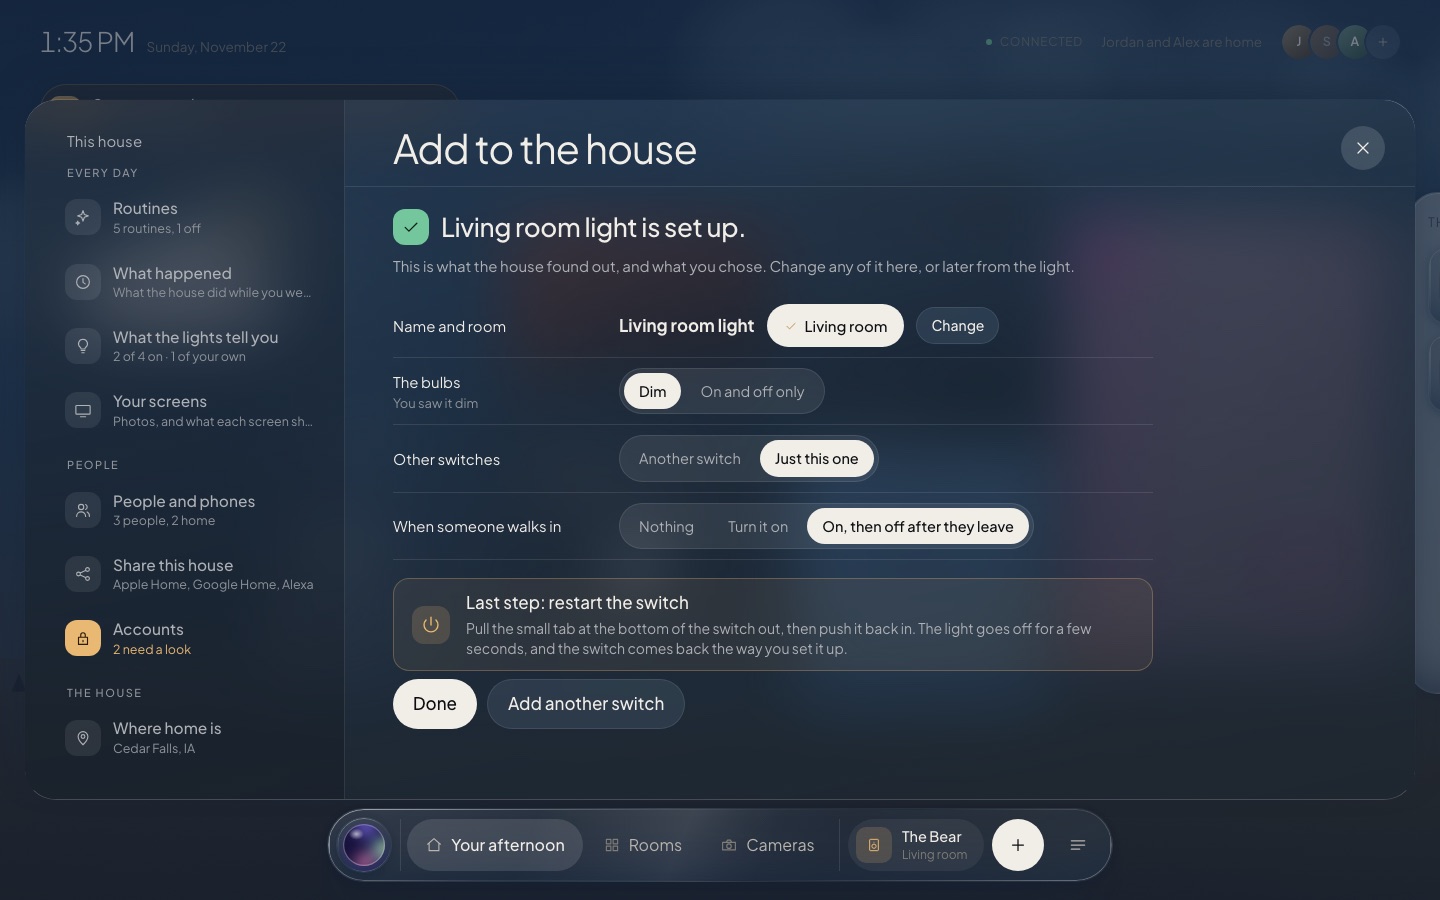 1:35 PM
Sunday, November 22
CONNECTED
Jordan and Alex are home
J
S
A
+
This house
EVERY DAY
Routines
5 routines, 1 off
What happened
What the house did while you we...
What the lights tell you
2 of 4 on · 1 of your own
Your screens
Photos, and what each screen sh...
PEOPLE
People and phones
3 people, 2 home
Share this house
Apple Home, Google Home, Alexa
Accounts
2 need a look
THE HOUSE
Where home is
Cedar Falls, IA
Add to the house
Living room light is set up.
This is what the house found out, and what you chose. Change any of it here, or later from the light.
Name and room
Living room light
Living room
Change
The bulbs
You saw it dim
Dim
On and off only
Other switches
Another switch
Just this one
When someone walks in
Nothing
Turn it on
On, then off after they leave
Last step: restart the switch
Pull the small tab at the bottom of the switch out, then push it back in. The light goes off for a few
seconds, and the switch comes back the way you set it up.
Done
Add another switch
Your afternoon
Rooms
Cameras
The Bear
Living room